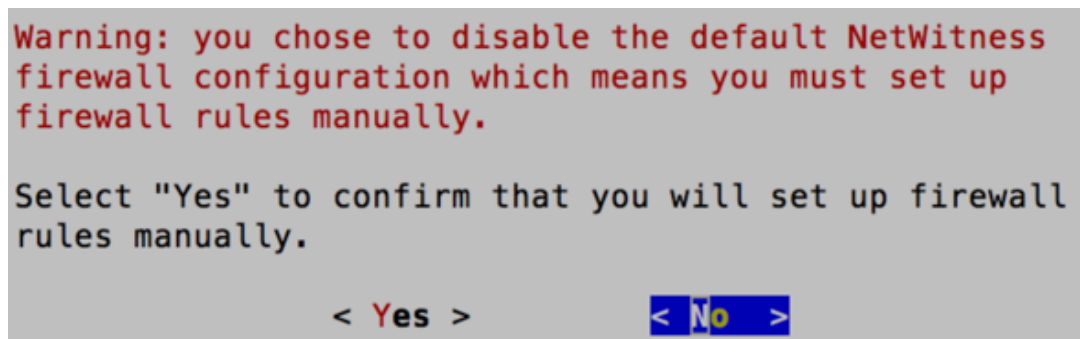 Warning: you chose to disable the default NetWitness
firewall configuration which means you must set up
firewall rules manually.
Select "Yes" to confirm that you will set up firewall
rules manually.
< Yes > < No >